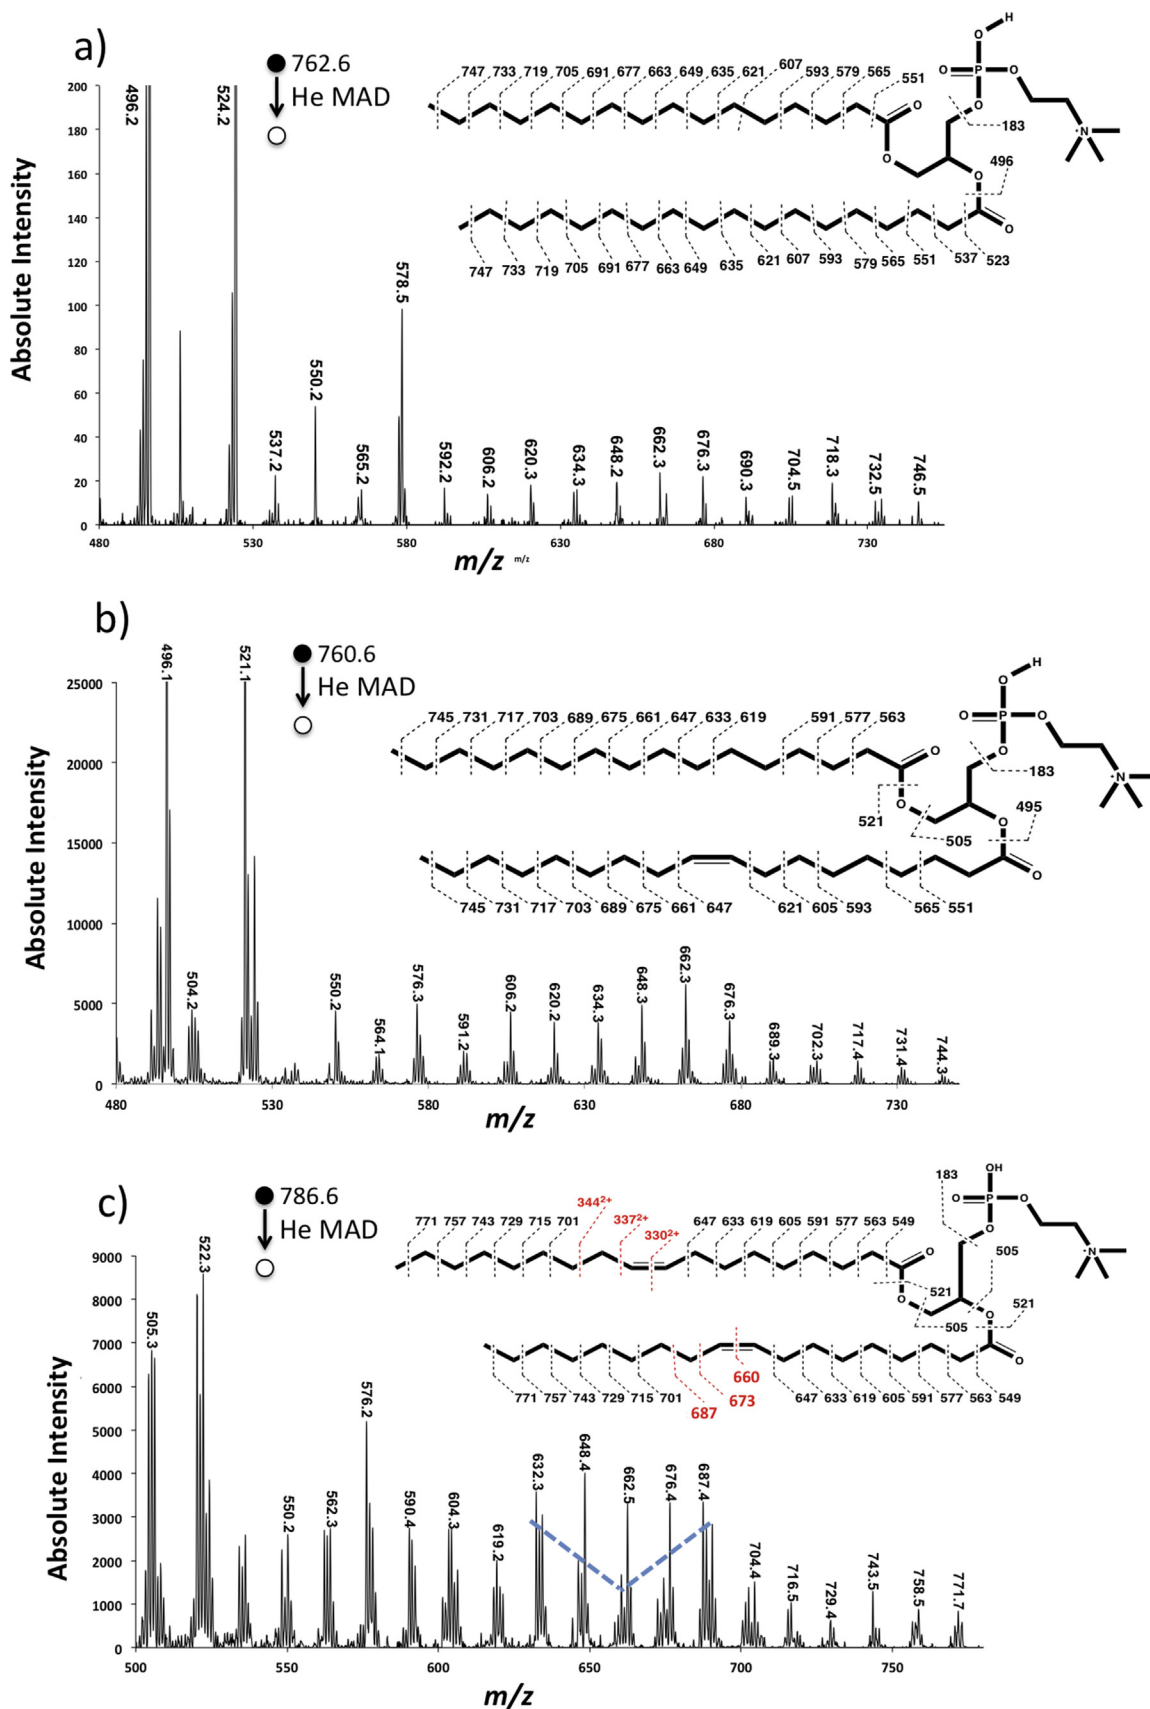 a)
762.6
He MAD
Absolute Intensity
200
180
160
140
120
100
80
60
40
20
0
496.2
524.2
537.2
550.2
565.2
578.5
592.2
606.2
620.3
634.3
648.2
662.3
676.3
690.3
704.5
718.3
732.5
746.5
480
530
580
630
680
730
m/z
m/z
747 733 719 705 691 677 663 649 635 621 607 593 579 565 551
H
O
O P O
O
183
N
O
O
O
496
O
747 733 719 705 691 677 663 649 635 621 607 593 579 565 551 537 523
b)
760.6
He MAD
Absolute Intensity
25000
20000
15000
10000
5000
0
496.1
504.2
521.1
550.2
564.1
576.3
591.2
606.2
620.2
634.3
648.3
662.3
676.3
689.3
702.3
717.4
731.4
744.3
480
530
580
630
680
730
m/z
745 731 717 703 689 675 661 647 633 619 591 577 563
H
O
O P O
O
183
N
O
O
521
505
O
495
O
745 731 717 703 689 675 661 647 621 605 593 565 551
c)
786.6
He MAD
Absolute Intensity
9000
8000
7000
6000
5000
4000
3000
2000
1000
0
505.3
522.3
550.2
562.3
576.2
590.4
604.3
619.2
632.3
648.4
662.5
676.4
687.4
704.4
716.5
729.4
743.5
758.5
771.7
500
550
600
650
700
750
m/z
771 757 743 729 715 701 344²⁺ 337²⁺ 330²⁺ 647 633 619 605 591 577 563 549
183
OH
O P O
O
N
O
O
521
505
505
O
521
O
771 757 743 729 715 701 687 673 660 647 633 619 605 591 577 563 549